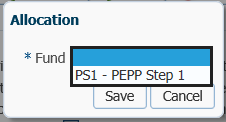 Allocation
* Fund
PS1 - PEPP Step 1
Save Cancel